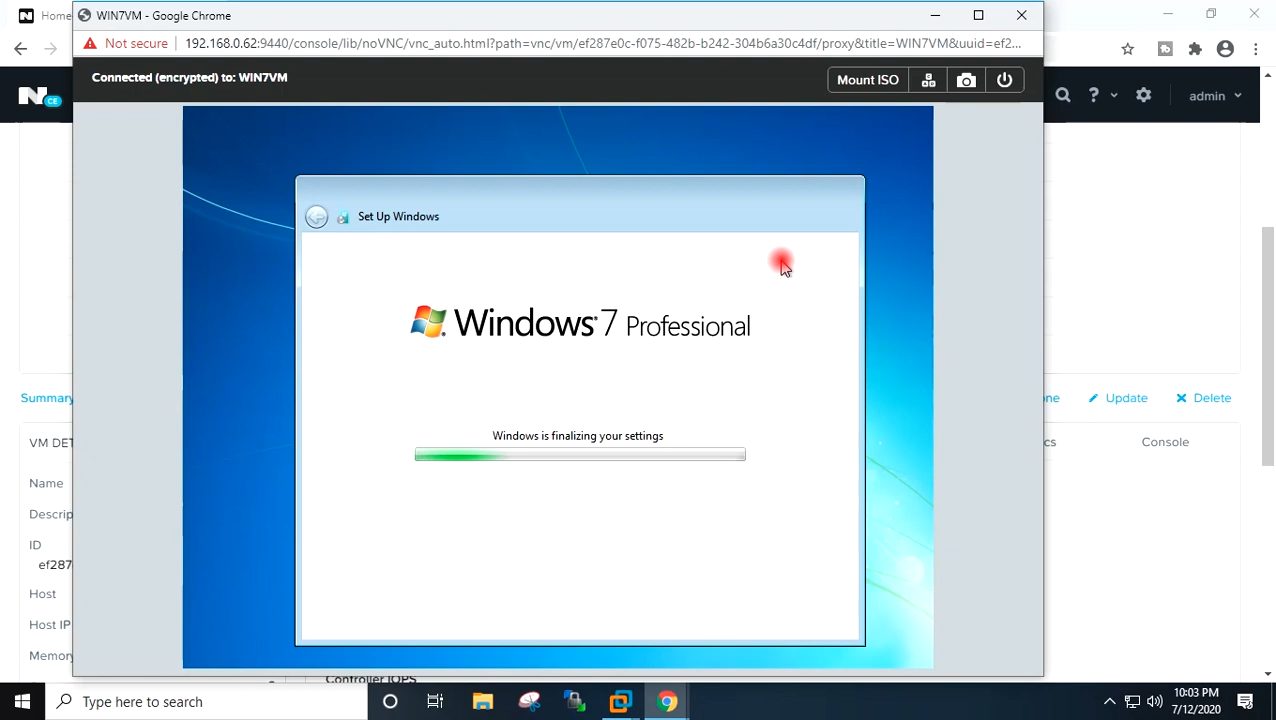 Home
WIN7VM - Google Chrome
Not secure
192.168.0.62:9440/console/lib/noVNC/vnc_auto.html?path=vnc/vm/ef287e0c-f075-482b-b242-304b6a30c4df/proxy&title=WIN7VM&uuid=ef2...
Connected (encrypted) to: WIN7VM
Mount ISO
N CE
?
admin
Set Up Windows
Windows 7 Professional
Windows is finalizing your settings
Summary
one
Update
Delete
VM DET
cs
Console
Name
Descrip
ID
ef287
Host
Host IP
Memory
Controller IOPS
Type here to search
10:03 PM
7/12/2020